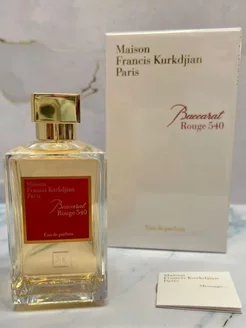 Maison
Francis Kurkdjian
Paris
Baccarat
Rouge 540
Eau de parfum
Maison
Francis Kurkdjian
Paris
Baccarat
Rouge 540
Eau de parfum
Maison
Francis Kurkdjian
Paris